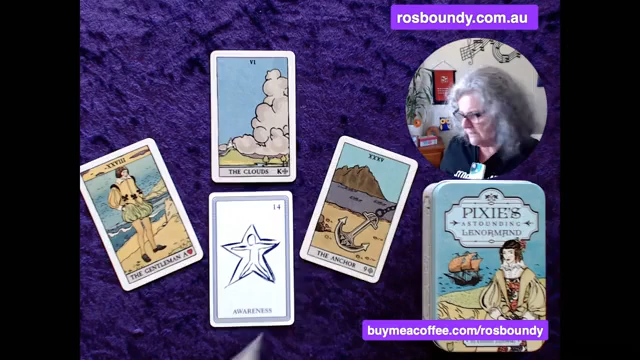 rosboundy.com.au
VI
THE CLOUDS K
XXVIII
THE GENTLEMAN A
XXXV
THE ANCHOR 9
14
AWARENESS
PIXIE'S
ASTOUNDING
LENORMAND
buymeacoffee.com/rosboundy